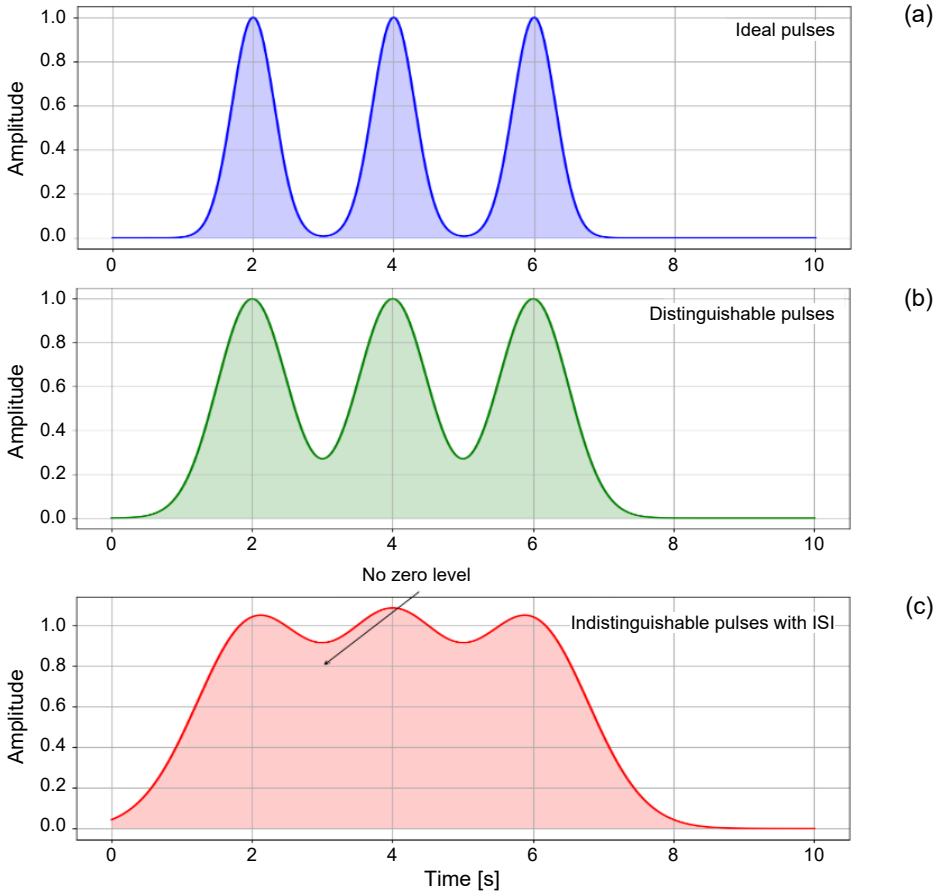 (a)
Ideal pulses
Amplitude
1.0
0.8
0.6
0.4
0.2
0.0
0 2 4 6 8 10
(b)
Distinguishable pulses
Amplitude
1.0
0.8
0.6
0.4
0.2
0.0
0 2 4 6 8 10
No zero level
(c)
Indistinguishable pulses with ISI
Amplitude
1.0
0.8
0.6
0.4
0.2
0.0
0 2 4 6 8 10
Time [s]